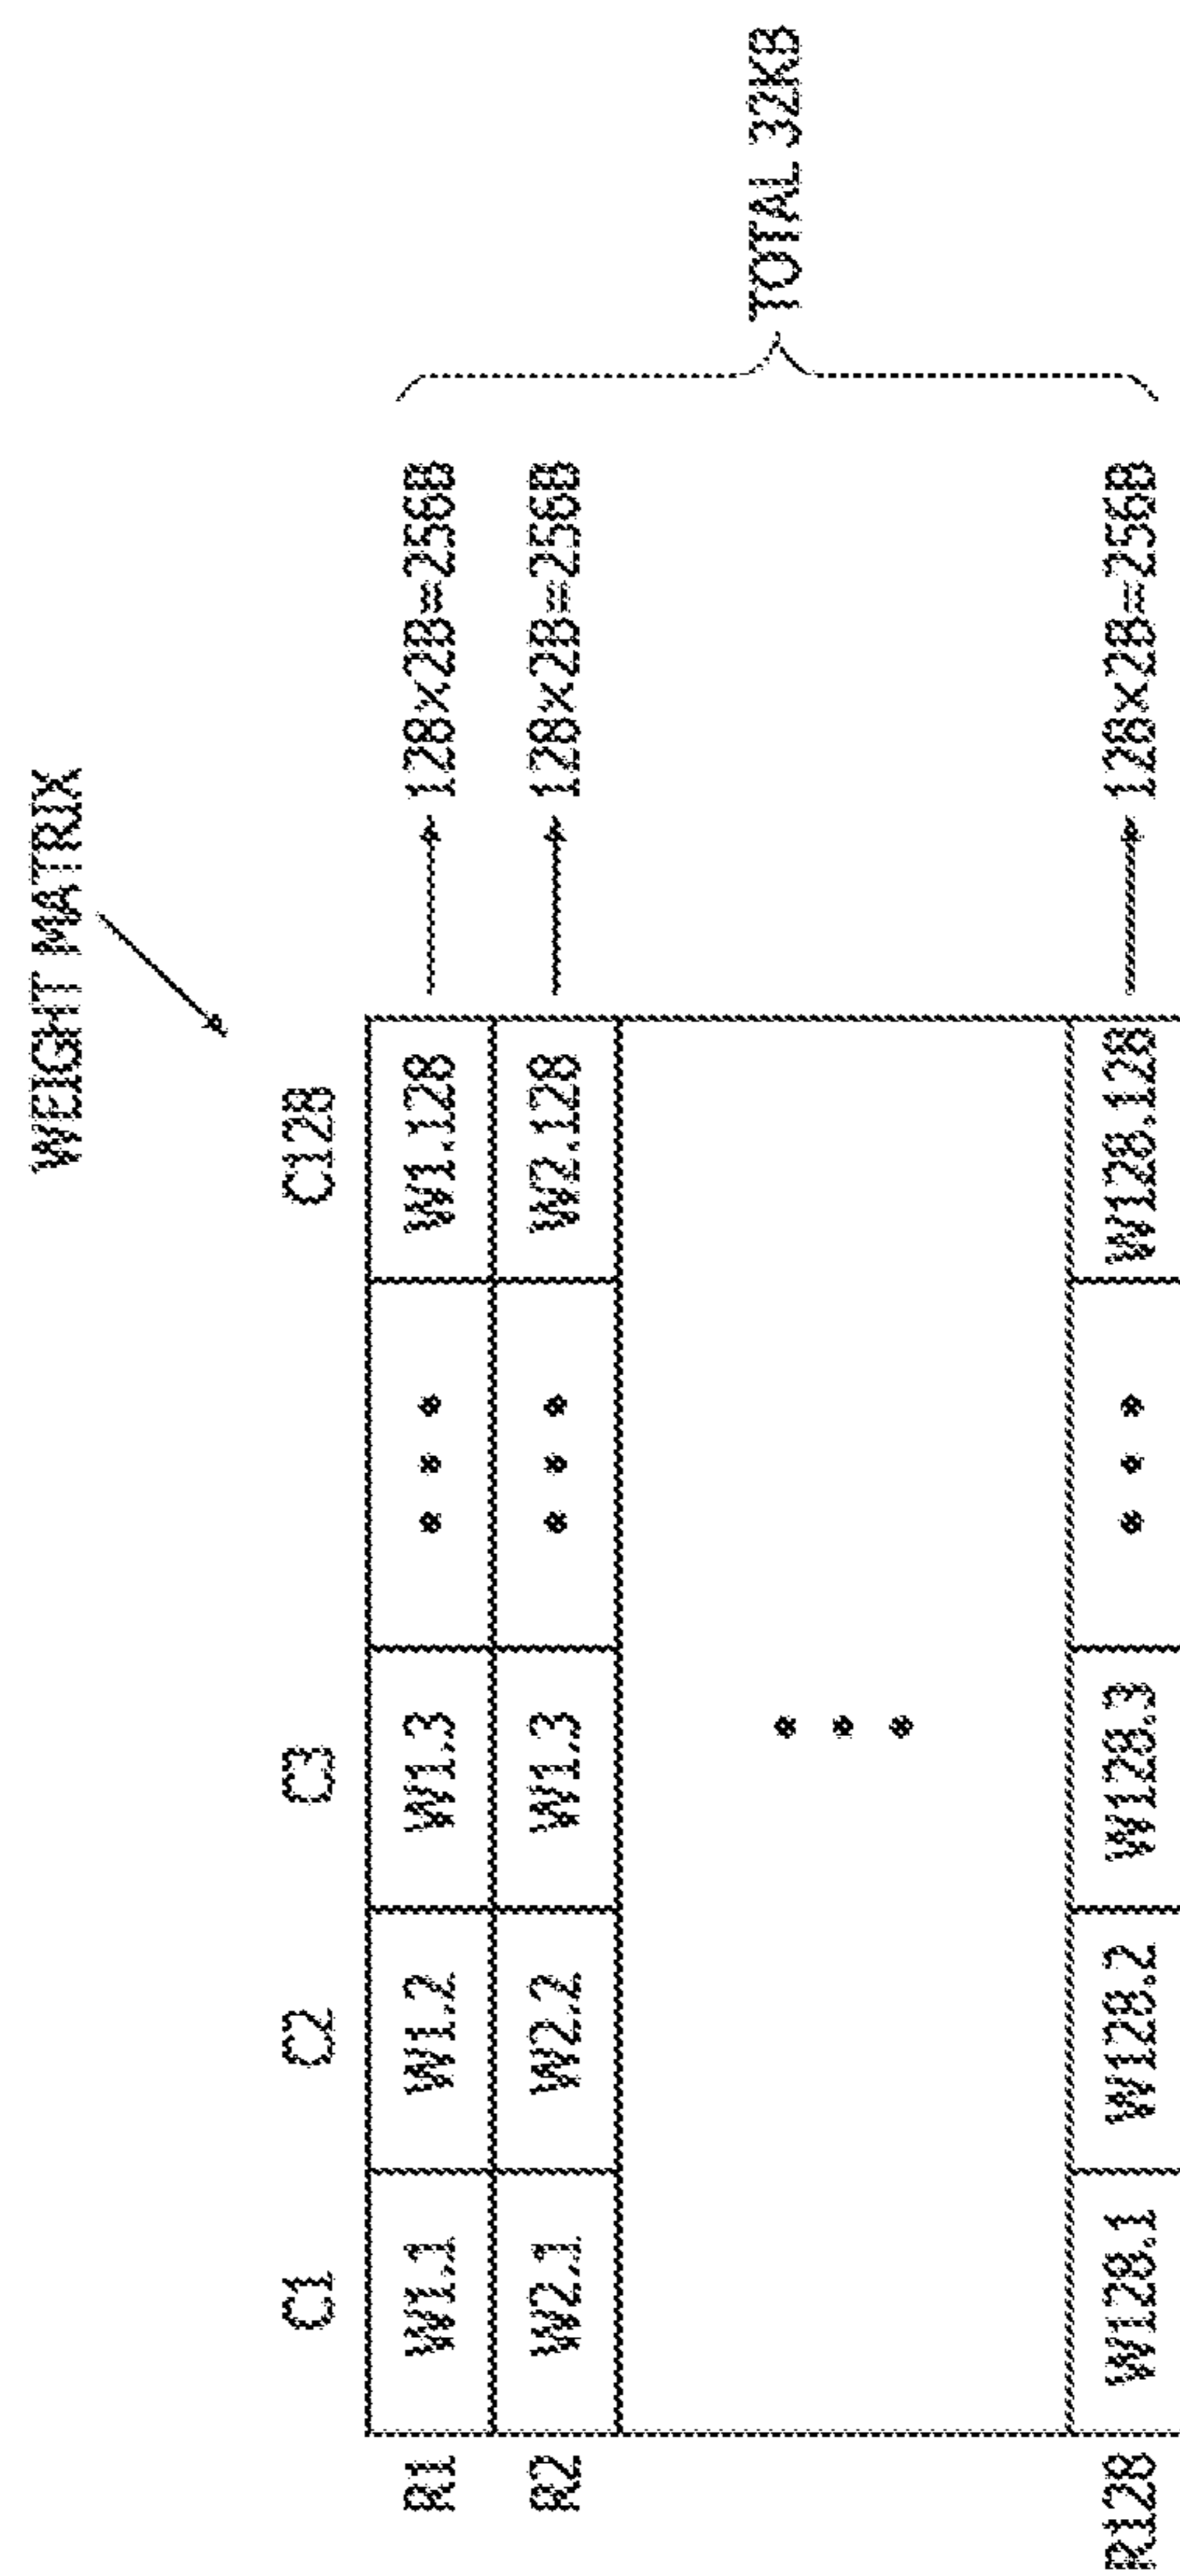 WEIGHT MATRIX
C1 C2 C3 C128
R1 W1.1 W1.2 W1.3 W1.128 128×2B=256B
R2 W2.1 W2.2 W1.3 W2.128 128×2B=256B
R128 W128.1 W128.2 W128.3 W128.128 128×2B=256B
TOTAL 32KB